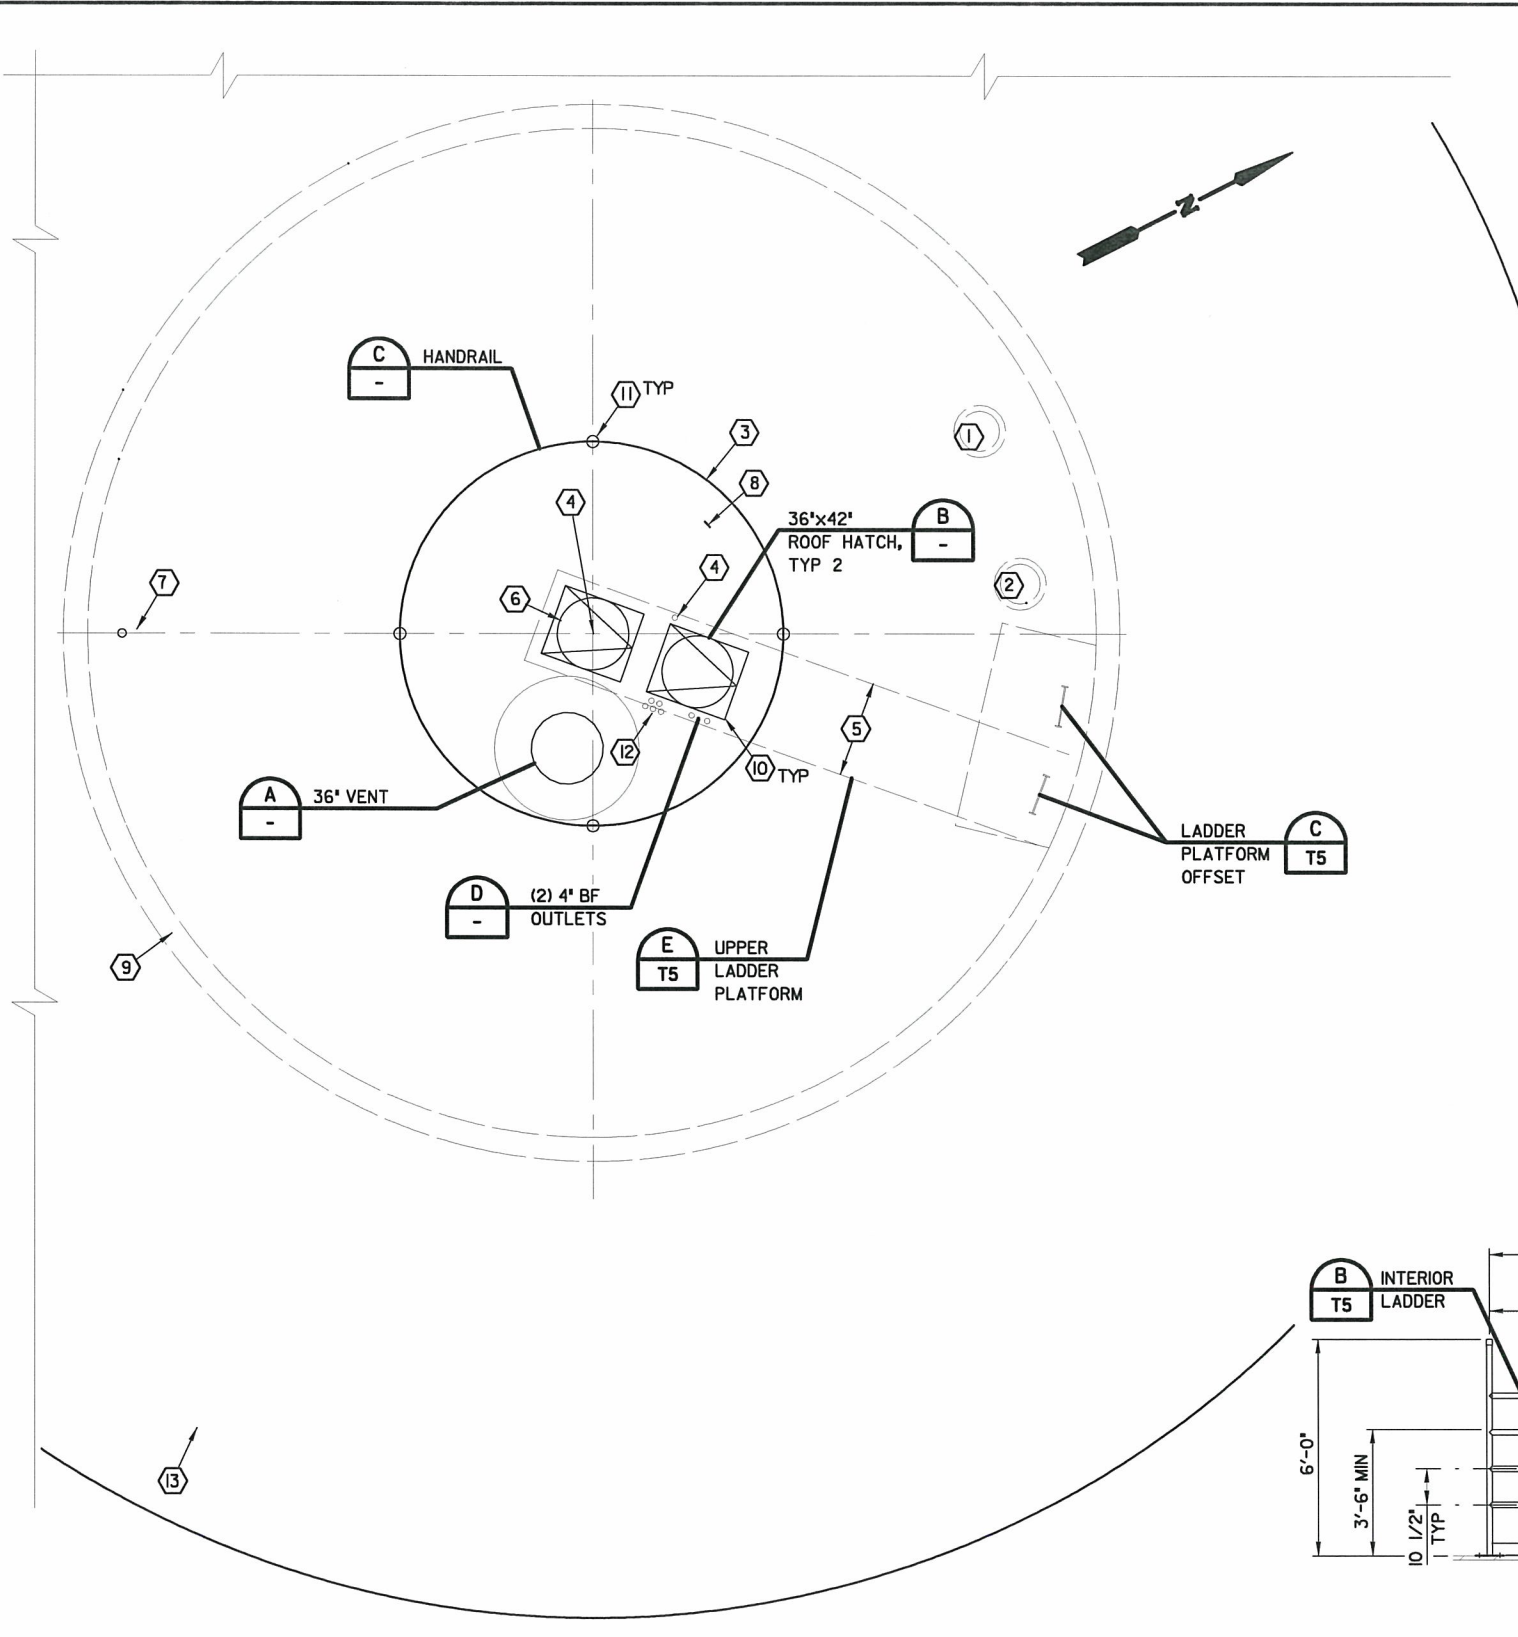 N
C
HANDRAIL
-
11 TYP
3
8
4
1
36"x42"
ROOF HATCH,
TYP 2
B
-
4
7
6
2
5
12
10 TYP
A
36" VENT
-
LADDER
PLATFORM
OFFSET
C
T5
D
(2) 4" BF
OUTLETS
-
E
UPPER
LADDER
PLATFORM
T5
9
B
INTERIOR
LADDER
T5
6'-0"
3'-6" MIN
10 1/2"
TYP
13